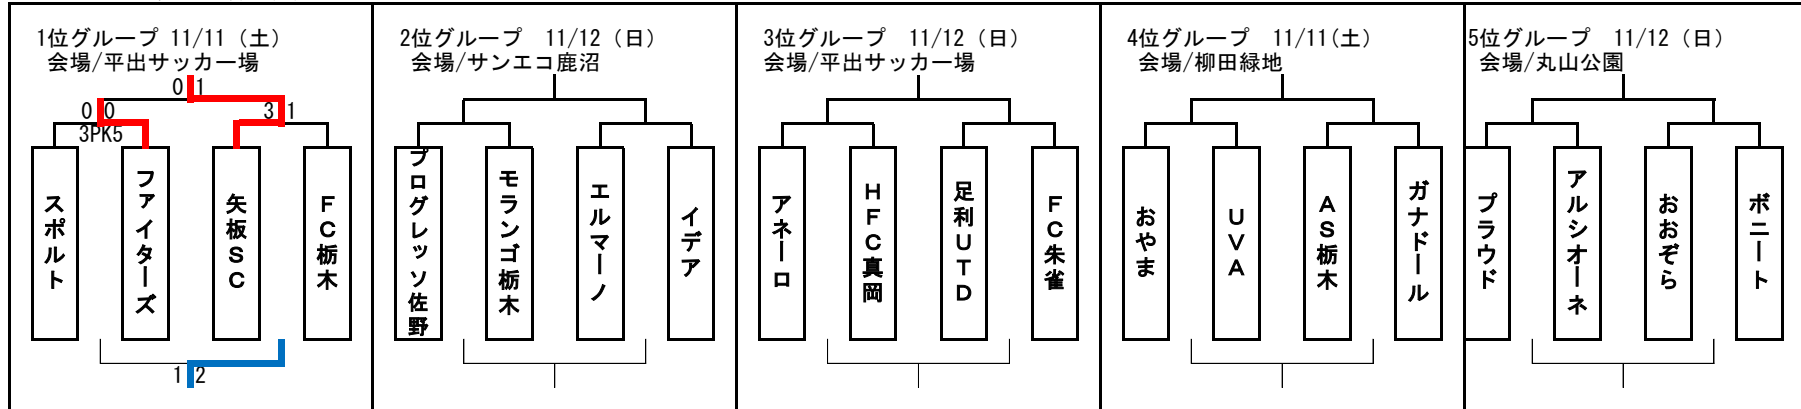 1位グループ 11/11（土）
会場/平出サッカー場
0 1
0 0
3PK5
3 1
スポルト
ファイターズ
矢板SC
FC栃木
1 2
2位グループ 11/12（日）
会場/サンエコ鹿沼
プログレッソ佐野
モランゴ栃木
エルマーノ
イデア
3位グループ 11/12（日）
会場/平出サッカー場
アネーロ
HFC真岡
足利UTD
FC朱雀
4位グループ 11/11(土)
会場/柳田緑地
おやま
UVA
AS栃木
ガナドール
5位グループ 11/12（日）
会場/丸山公園
プラウド
アルシオーネ
おおぞら
ボニート